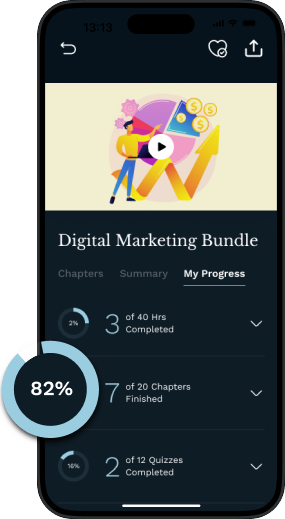 13:13
Digital Marketing Bundle
Chapters Summary My Progress
2% 3 of 40 Hrs
Completed
82% 7 of 20 Chapters
Finished
16% 2 of 12 Quizzes
Completed